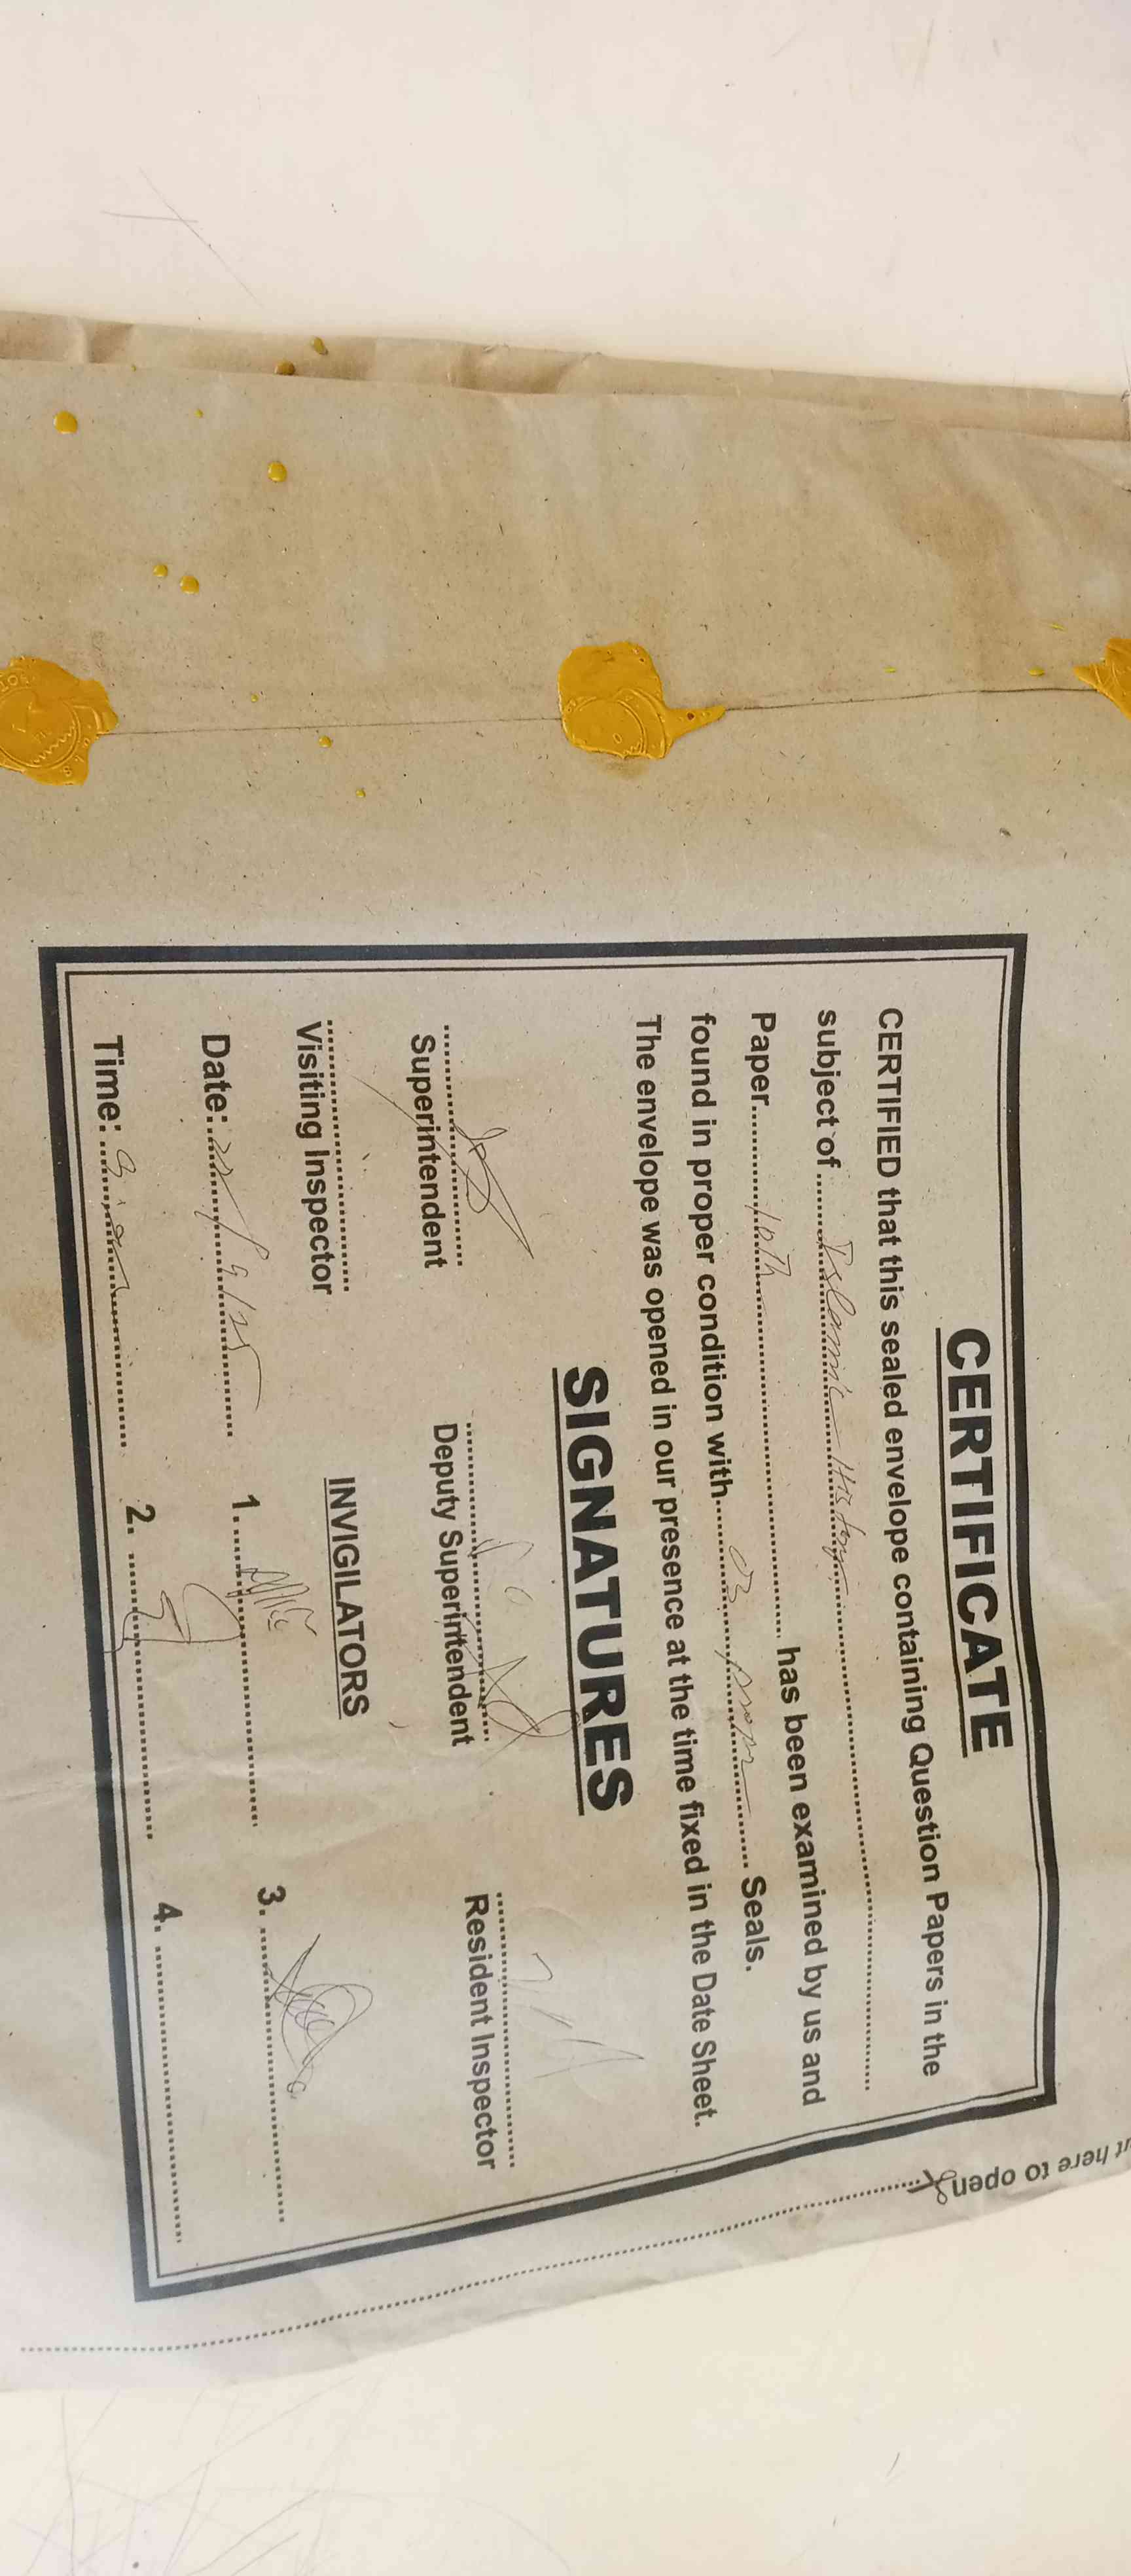 CERTIFICATE
CERTIFIED that this sealed envelope containing Question Papers in the
subject of ........ Islamic History ........
Paper ........ 10th ........ has been examined by us and
found in proper condition with ........ 03 ........ Seals.
The envelope was opened in our presence at the time fixed in the Date Sheet.
SIGNATURES
Superintendent Deputy Superintendent Resident Inspector
Visiting Inspector
INVIGILATORS
Date: ........ 1. ........ 3. ........
Time: ........ 2. ........ 4. ........
here to open